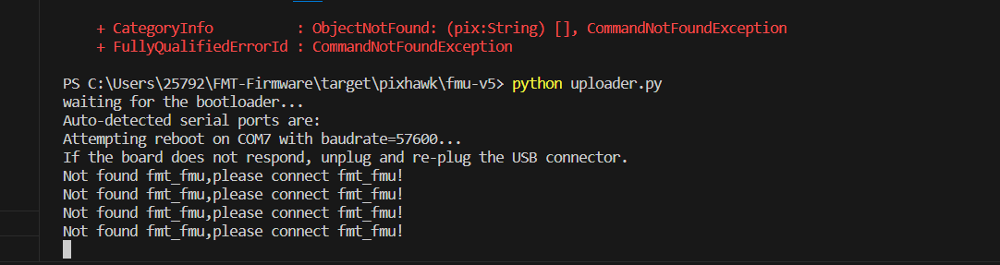 + CategoryInfo : ObjectNotFound: (pix:String) [], CommandNotFoundException
+ FullyQualifiedErrorId : CommandNotFoundException
PS C:\Users\25792\FMT-Firmware\target\pixhawk\fmu-v5> python uploader.py
waiting for the bootloader...
Auto-detected serial ports are:
Attempting reboot on COM7 with baudrate=57600...
If the board does not respond, unplug and re-plug the USB connector.
Not found fmt_fmu,please connect fmt_fmu!
Not found fmt_fmu,please connect fmt_fmu!
Not found fmt_fmu,please connect fmt_fmu!
Not found fmt_fmu,please connect fmt_fmu!